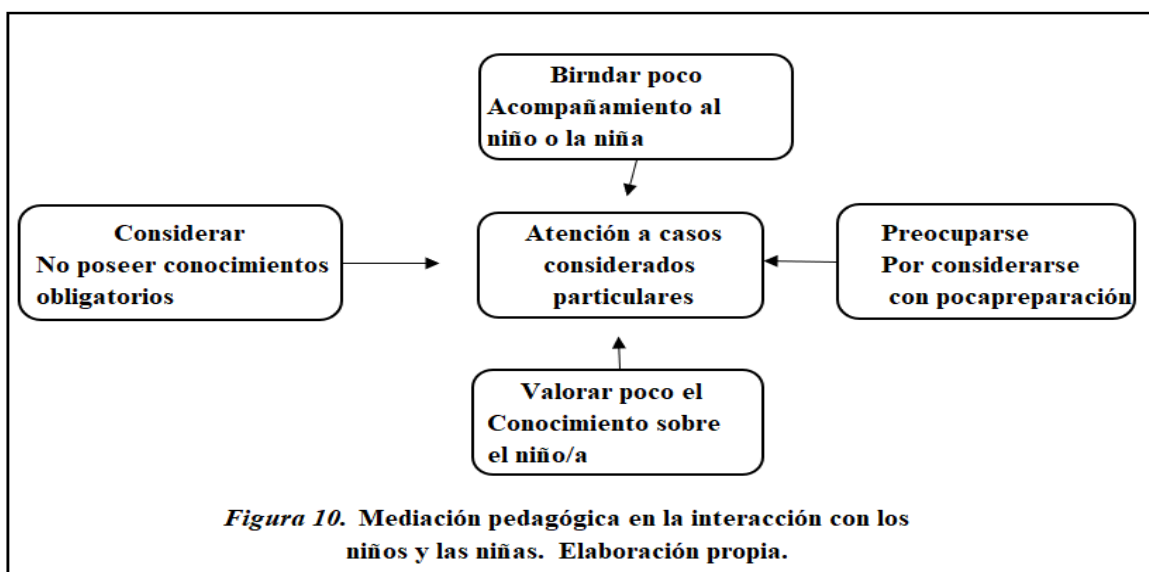 Birndar poco
Acompañamiento al
niño o la niña
Considerar
No poseer conocimientos
obligatorios
Atención a casos
considerados
particulares
Preocuparse
Por considerarse
con pocapreparación
Valorar poco el
Conocimiento sobre
el niño/a
Figura 10. Mediación pedagógica en la interacción con los
niños y las niñas. Elaboración propia.